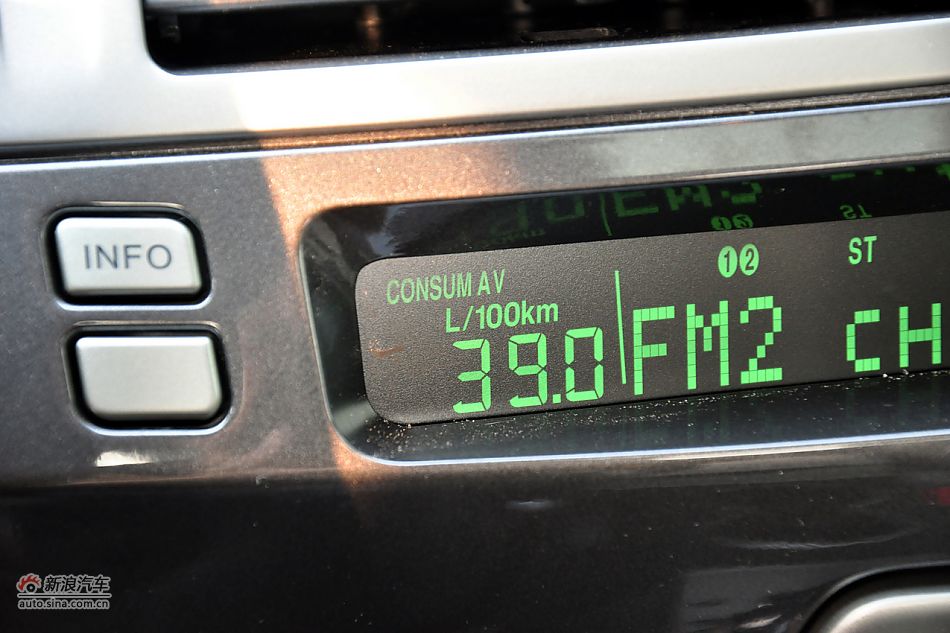 INFO
CONSUM AV
12
ST
L/100km
39.0
FM2 CH
新浪汽车
auto.sina.com.cn